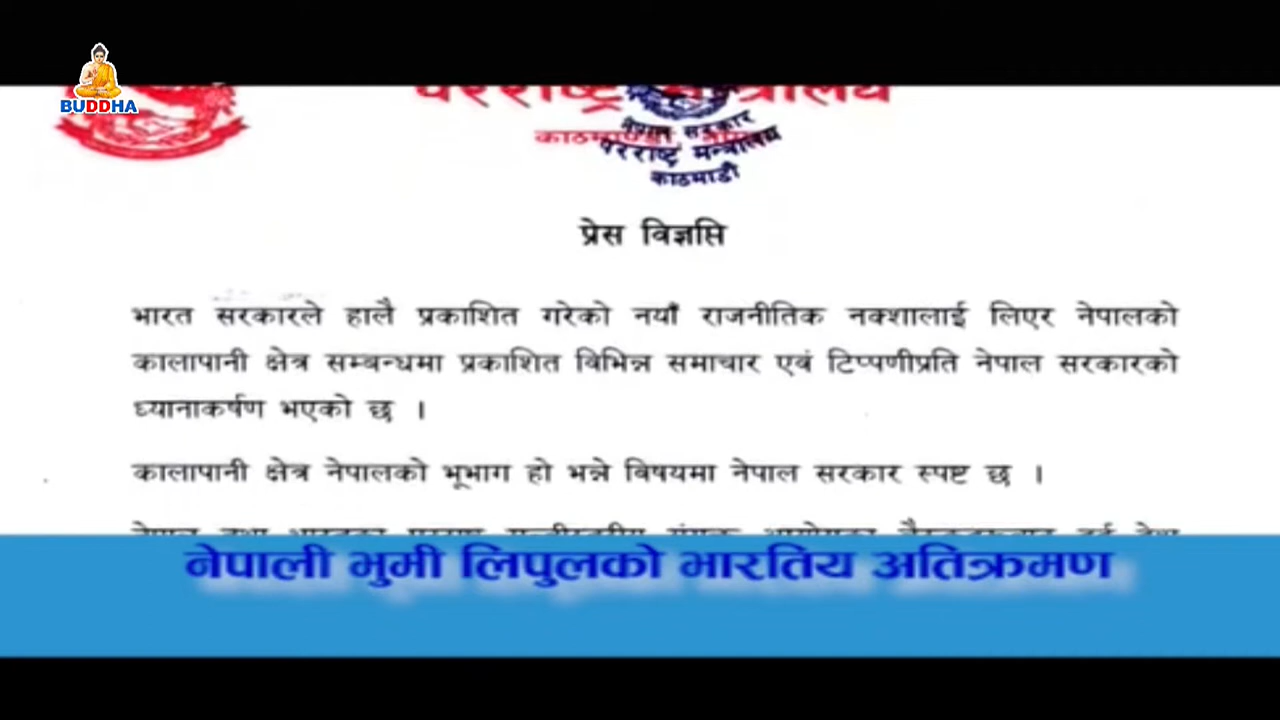 BUDDHA
परराष्ट्र मन्त्रालय
नेपाल सरकार
परराष्ट्र मन्त्रालय
काठमाडौं
प्रेस विज्ञप्ति
भारत सरकारले हालै प्रकाशित गरेको नयाँ राजनीतिक नक्शालाई लिएर नेपालको
कालापानी क्षेत्र सम्बन्धमा प्रकाशित बिभिन्न समाचार एबं टिप्पणीप्रति नेपाल सरकारको
ध्यानाकर्षण भएको छ ।
कालापानी क्षेत्र नेपालको भूभाग हो भन्ने बिषयमा नेपाल सरकार स्पष्ट छ ।
नेपाली भुमी लिपुलको भारतिय अतिक्रमण